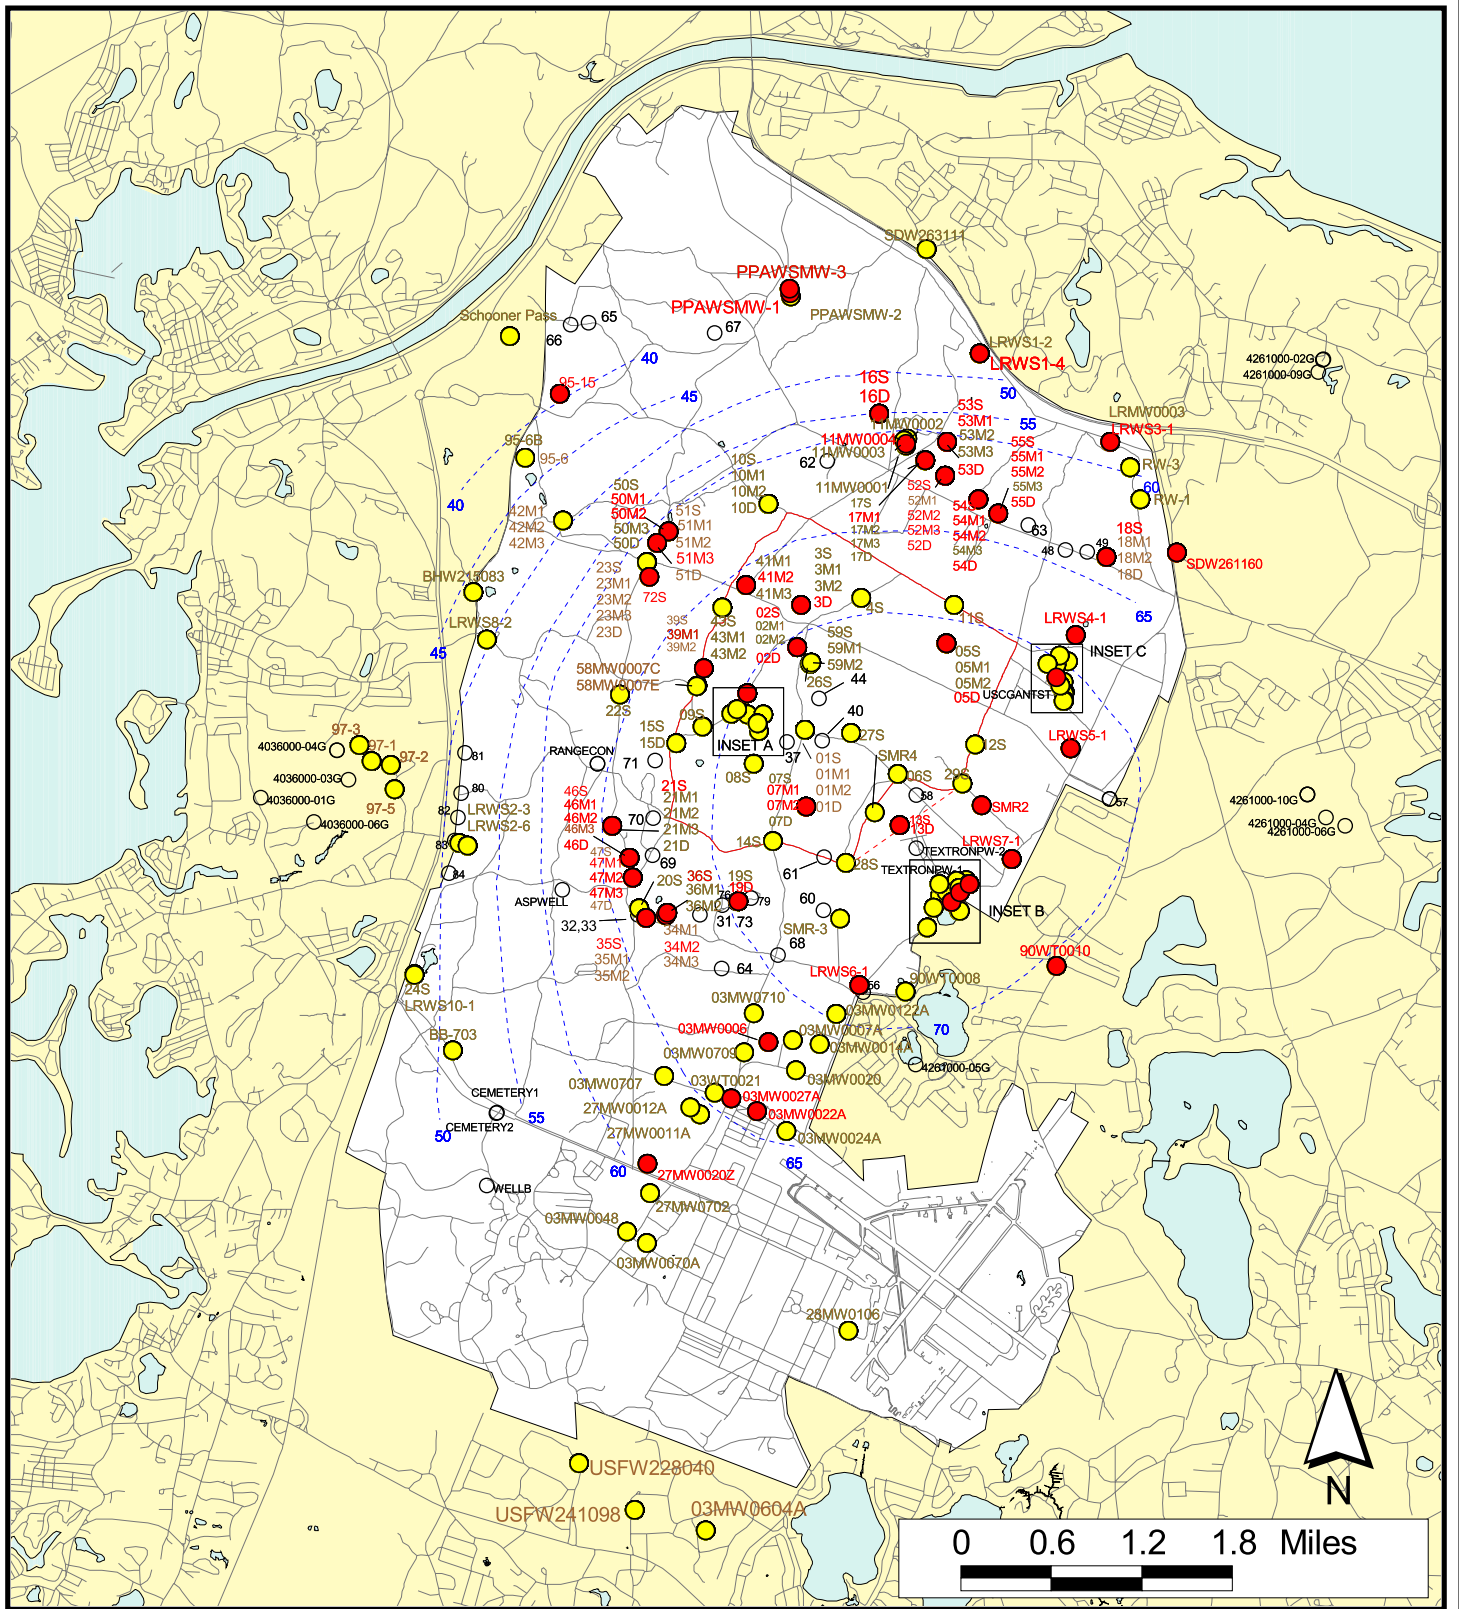 SDW263111
PPAWSMW-3
PPAWSMW-1
PPAWSMW-2
Schooner Pass
65
66
67
40
LRWS1-2
LRWS1-4
4261000-02G
4261000-09G
95-15
45
16S
16D
50
55
53S
53M1
53M2
53M3
53D
LRMW0003
LRWS3-1
11MW0002
11MW0004
11MW0003
11MW0001
95-6B
95-6
10S
10M1
10M2
10D
62
55S
55M1
55M2
55M3
55D
RW-3
60
RW-1
40
50S
50M1
50M2
50M3
50D
51S
51M1
51M2
51M3
51D
42M1
42M2
42M3
17S
17M1
17M2
17M3
17D
52S
52M1
52M2
52M3
52D
54S
54M1
54M2
54M3
54D
63
48
49
18S
18M1
18M2
18D
SDW261160
23S
23M1
23M2
23M3
23D
72S
41M1
41M2
41M3
3S
3M1
3M2
3D
BHW215083
LRWS8-2
45
39S
39M1
39M2
43S
43M1
43M2
02S
02M1
02M2
02D
4S
11S
65
LRWS4-1
INSET C
59S
59M1
59M2
26S
05S
05M1
05M2
05D
USCGANTST
58MW0007C
58MW0007E
22S
44
40
09S
15S
15D
INSET A
37
27S
12S
LRWS5-1
97-3
97-1
97-2
97-5
4036000-04G
4036000-03G
4036000-01G
4036000-06G
81
80
82
83
84
RANGECON
71
08S
07S
07M1
07M2
07D
01S
01M1
01M2
01D
SMR4
06S
29S
58
SMR2
57
4261000-10G
4261000-04G
4261000-06G
LRWS2-3
LRWS2-6
46S
46M1
46M2
46M3
46D
21S
21M1
21M2
21M3
21D
70
69
14S
13S
13D
LRWS7-1
TEXTRONPW-2
TEXTRONPW-1
28S
61
47S
47M1
47M2
47M3
47D
36S
36M1
36M2
20S
19S
19D
76
79
31
73
60
INSET B
ASPWELL
32,33
34M1
34M2
34M3
35S
35M1
35M2
SMR-3
68
64
90WT0010
LRWS6-1
56
90WT0008
24S
LRWS10-1
03MW0710
03MW0122A
70
BB-703
03MW0006
03MW0007A
03MW0014A
03MW0709
03MW0020
4261000-05G
03MW0707
03WT0021
03MW0027A
CEMETERY1
CEMETERY2
55
27MW0012A
27MW0011A
03MW0022A
03MW0024A
50
60
65
27MW0020Z
WELLB
27MW0702
03MW0048
03MW0070A
28MW0106
USFW228040
USFW241098
03MW0604A
N
0 0.6 1.2 1.8 Miles